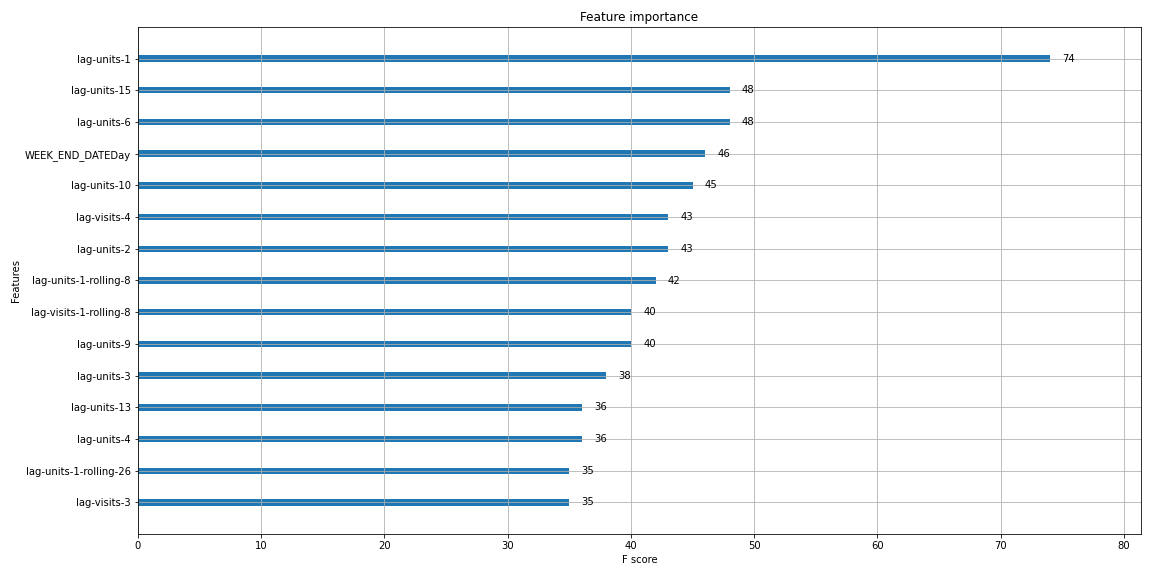 Feature importance
lag-units-1 74
lag-units-15 48
lag-units-6 48
WEEK_END_DATEDay 46
lag-units-10 45
lag-visits-4 43
lag-units-2 43
lag-units-1-rolling-8 42
lag-visits-1-rolling-8 40
lag-units-9 40
lag-units-3 38
lag-units-13 36
lag-units-4 36
lag-units-1-rolling-26 35
lag-visits-3 35
Features
0 10 20 30 40 50 60 70 80
F score